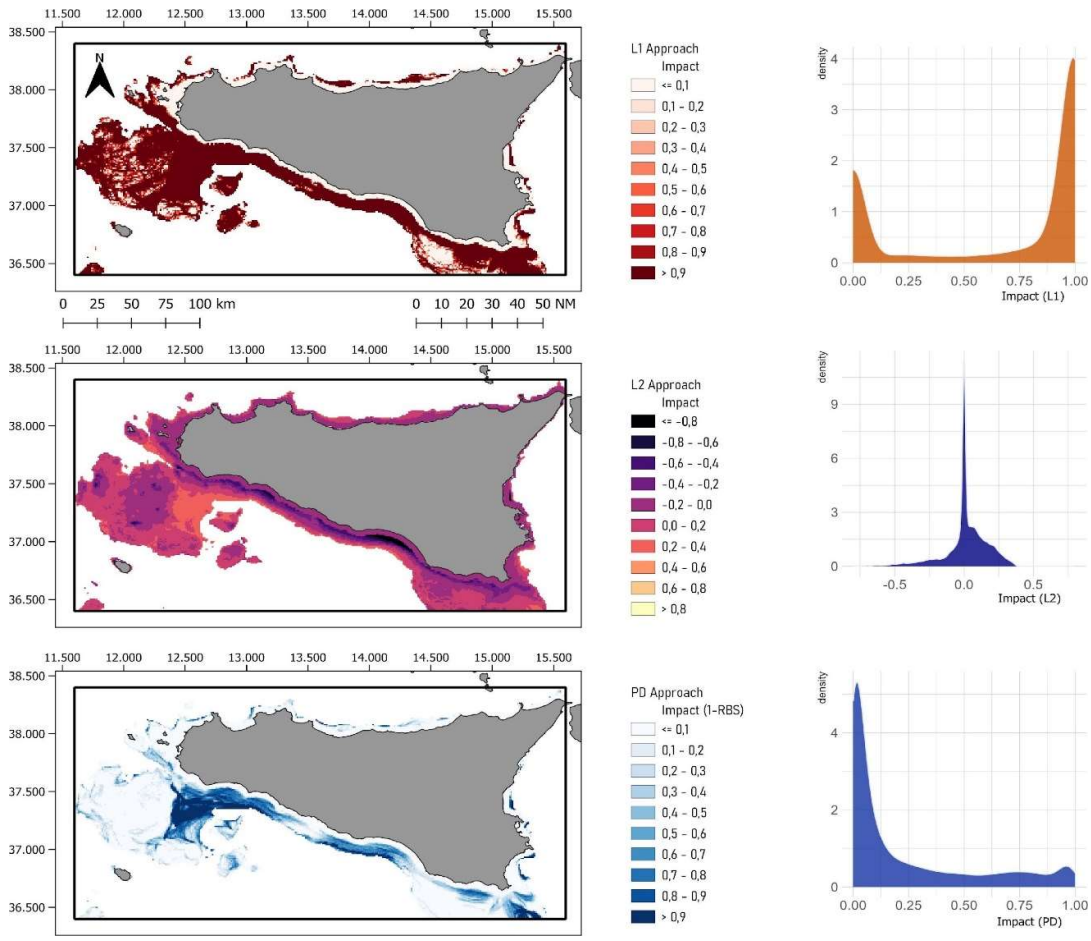 11.500 12.000 12.500 13.000 13.500 14.000 14.500 15.000 15.500
38.500
38.000
37.500
37.000
36.500
N
0 25 50 75 100 km
0 10 20 30 40 50 NM
L1 Approach
Impact
<= 0,1
0,1 - 0,2
0,2 - 0,3
0,3 - 0,4
0,4 - 0,5
0,5 - 0,6
0,6 - 0,7
0,7 - 0,8
0,8 - 0,9
> 0,9
density
4
3
2
1
0
0.00 0.25 0.50 0.75 1.00
Impact (L1)
11.500 12.000 12.500 13.000 13.500 14.000 14.500 15.000 15.500
38.500
38.000
37.500
37.000
36.500
L2 Approach
Impact
<= -0,8
-0,8 - -0,6
-0,6 - -0,4
-0,4 - -0,2
-0,2 - 0,0
0,0 - 0,2
0,2 - 0,4
0,4 - 0,6
0,6 - 0,8
> 0,8
density
9
6
3
0
-0.5 0.0 0.5
Impact (L2)
11.500 12.000 12.500 13.000 13.500 14.000 14.500 15.000 15.500
38.500
38.000
37.500
37.000
36.500
PD Approach
Impact (1-RBS)
<= 0,1
0,1 - 0,2
0,2 - 0,3
0,3 - 0,4
0,4 - 0,5
0,5 - 0,6
0,6 - 0,7
0,7 - 0,8
0,8 - 0,9
> 0,9
density
4
2
0
0.00 0.25 0.50 0.75 1.00
Impact (PD)